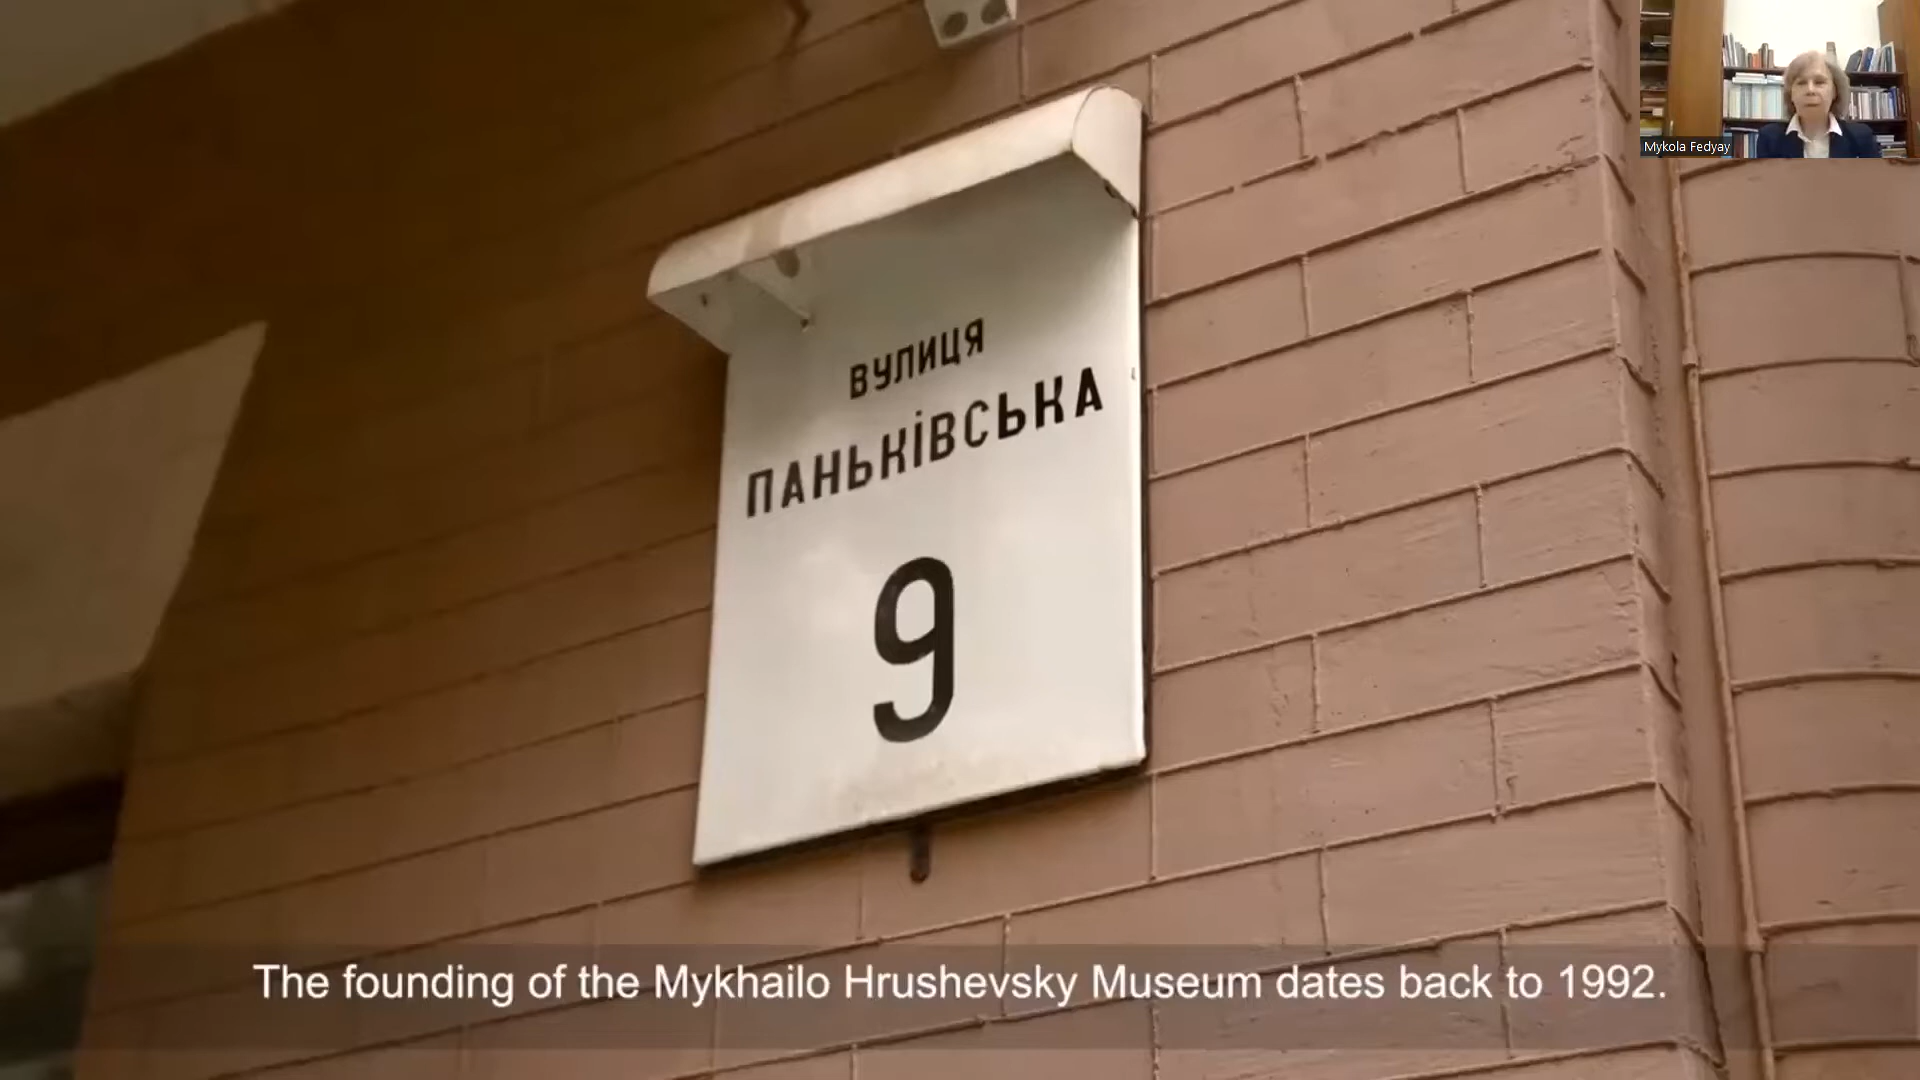 Mykola Fedyay
ВУЛИЦЯ
ПАНЬКІВСЬКА
9
The founding of the Mykhailo Hrushevsky Museum dates back to 1992.